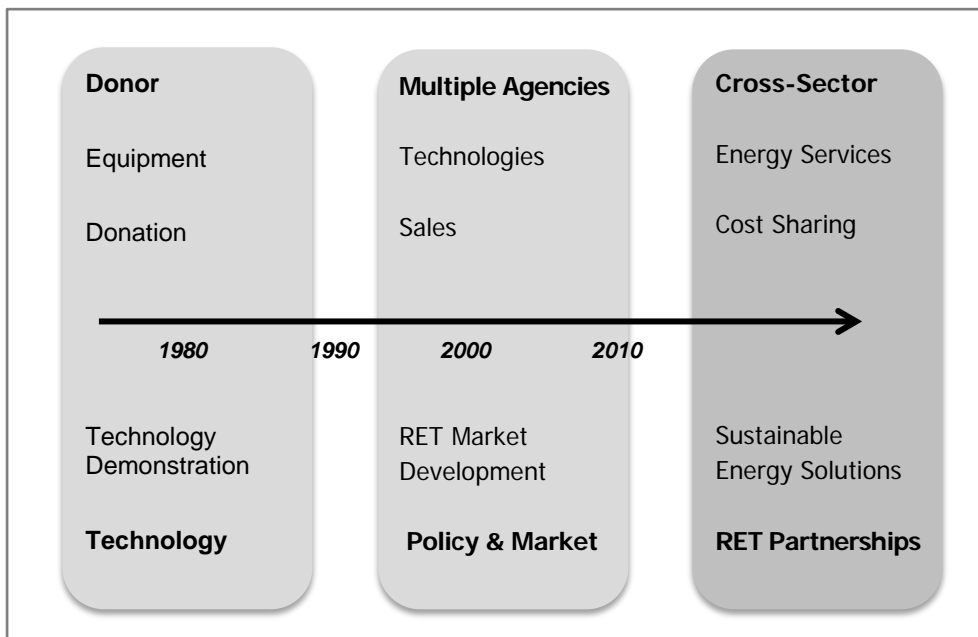 Donor
Equipment
Donation
Multiple Agencies
Technologies
Sales
Cross-Sector
Energy Services
Cost Sharing
1980
1990
2000
2010
Technology
Demonstration
Technology
RET Market
Development
Policy & Market
Sustainable
Energy Solutions
RET Partnerships